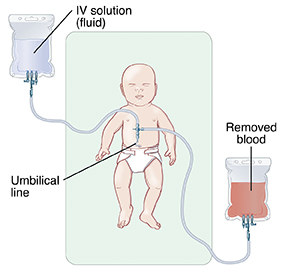 IV solution
(fluid)
Removed
blood
Umbilical
line